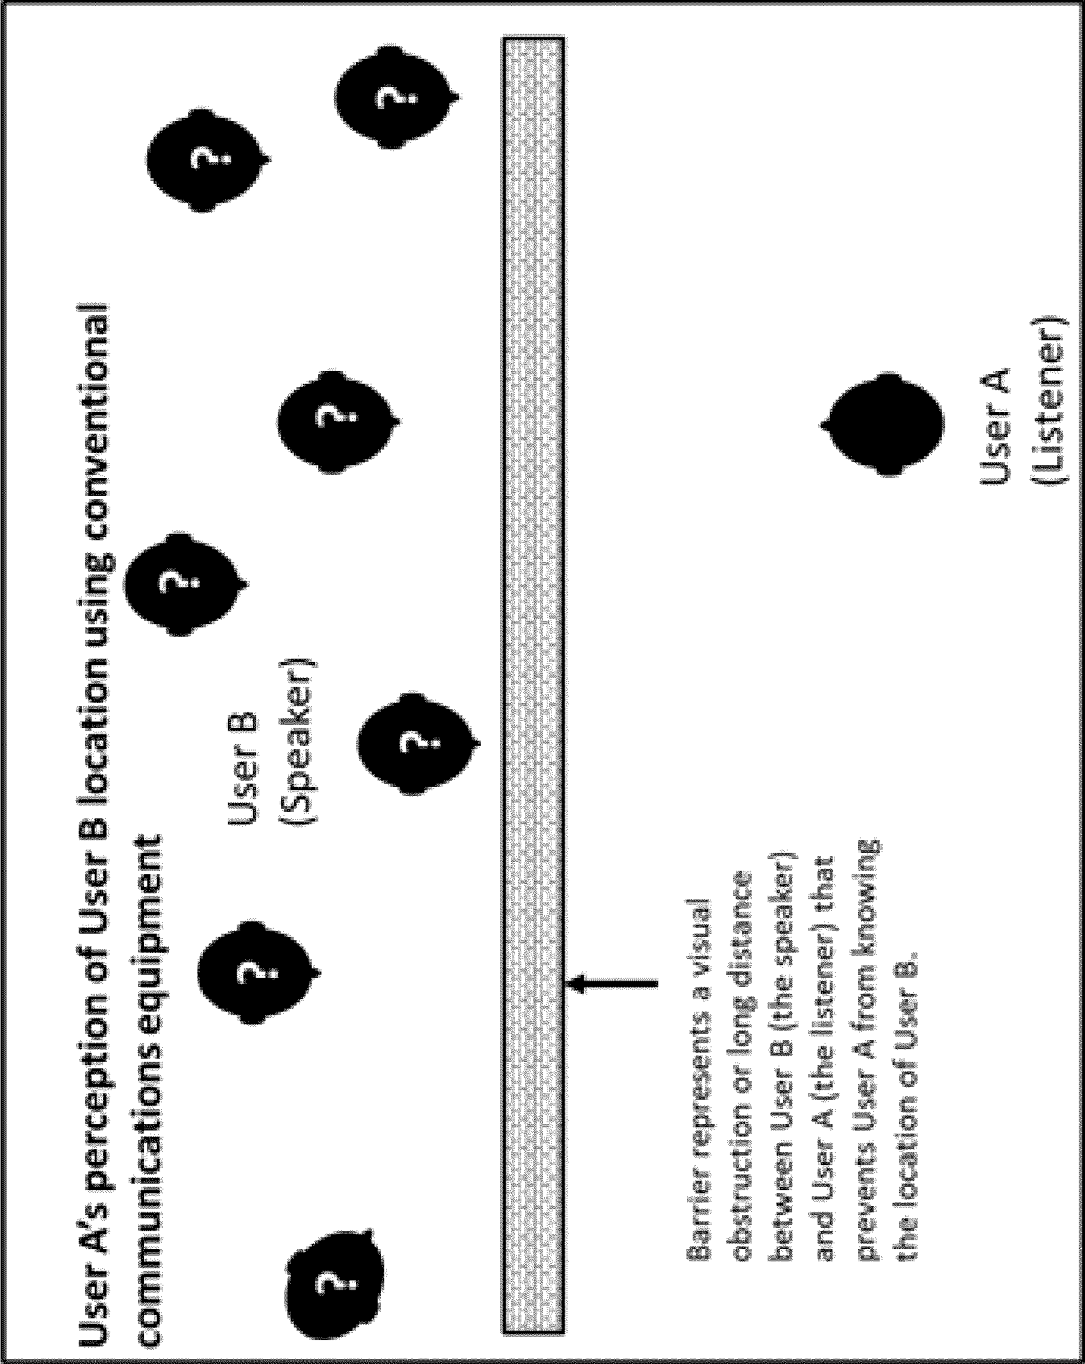 User A's perception of User B location using conventional
communications equipment
?
?
?
?
?
?
?
User B
(Speaker)
Barrier represents a visual
obstruction or long distance
between User B (the speaker)
and User A (the listener) that
prevents User A from knowing
the location of User B.
User A
(Listener)